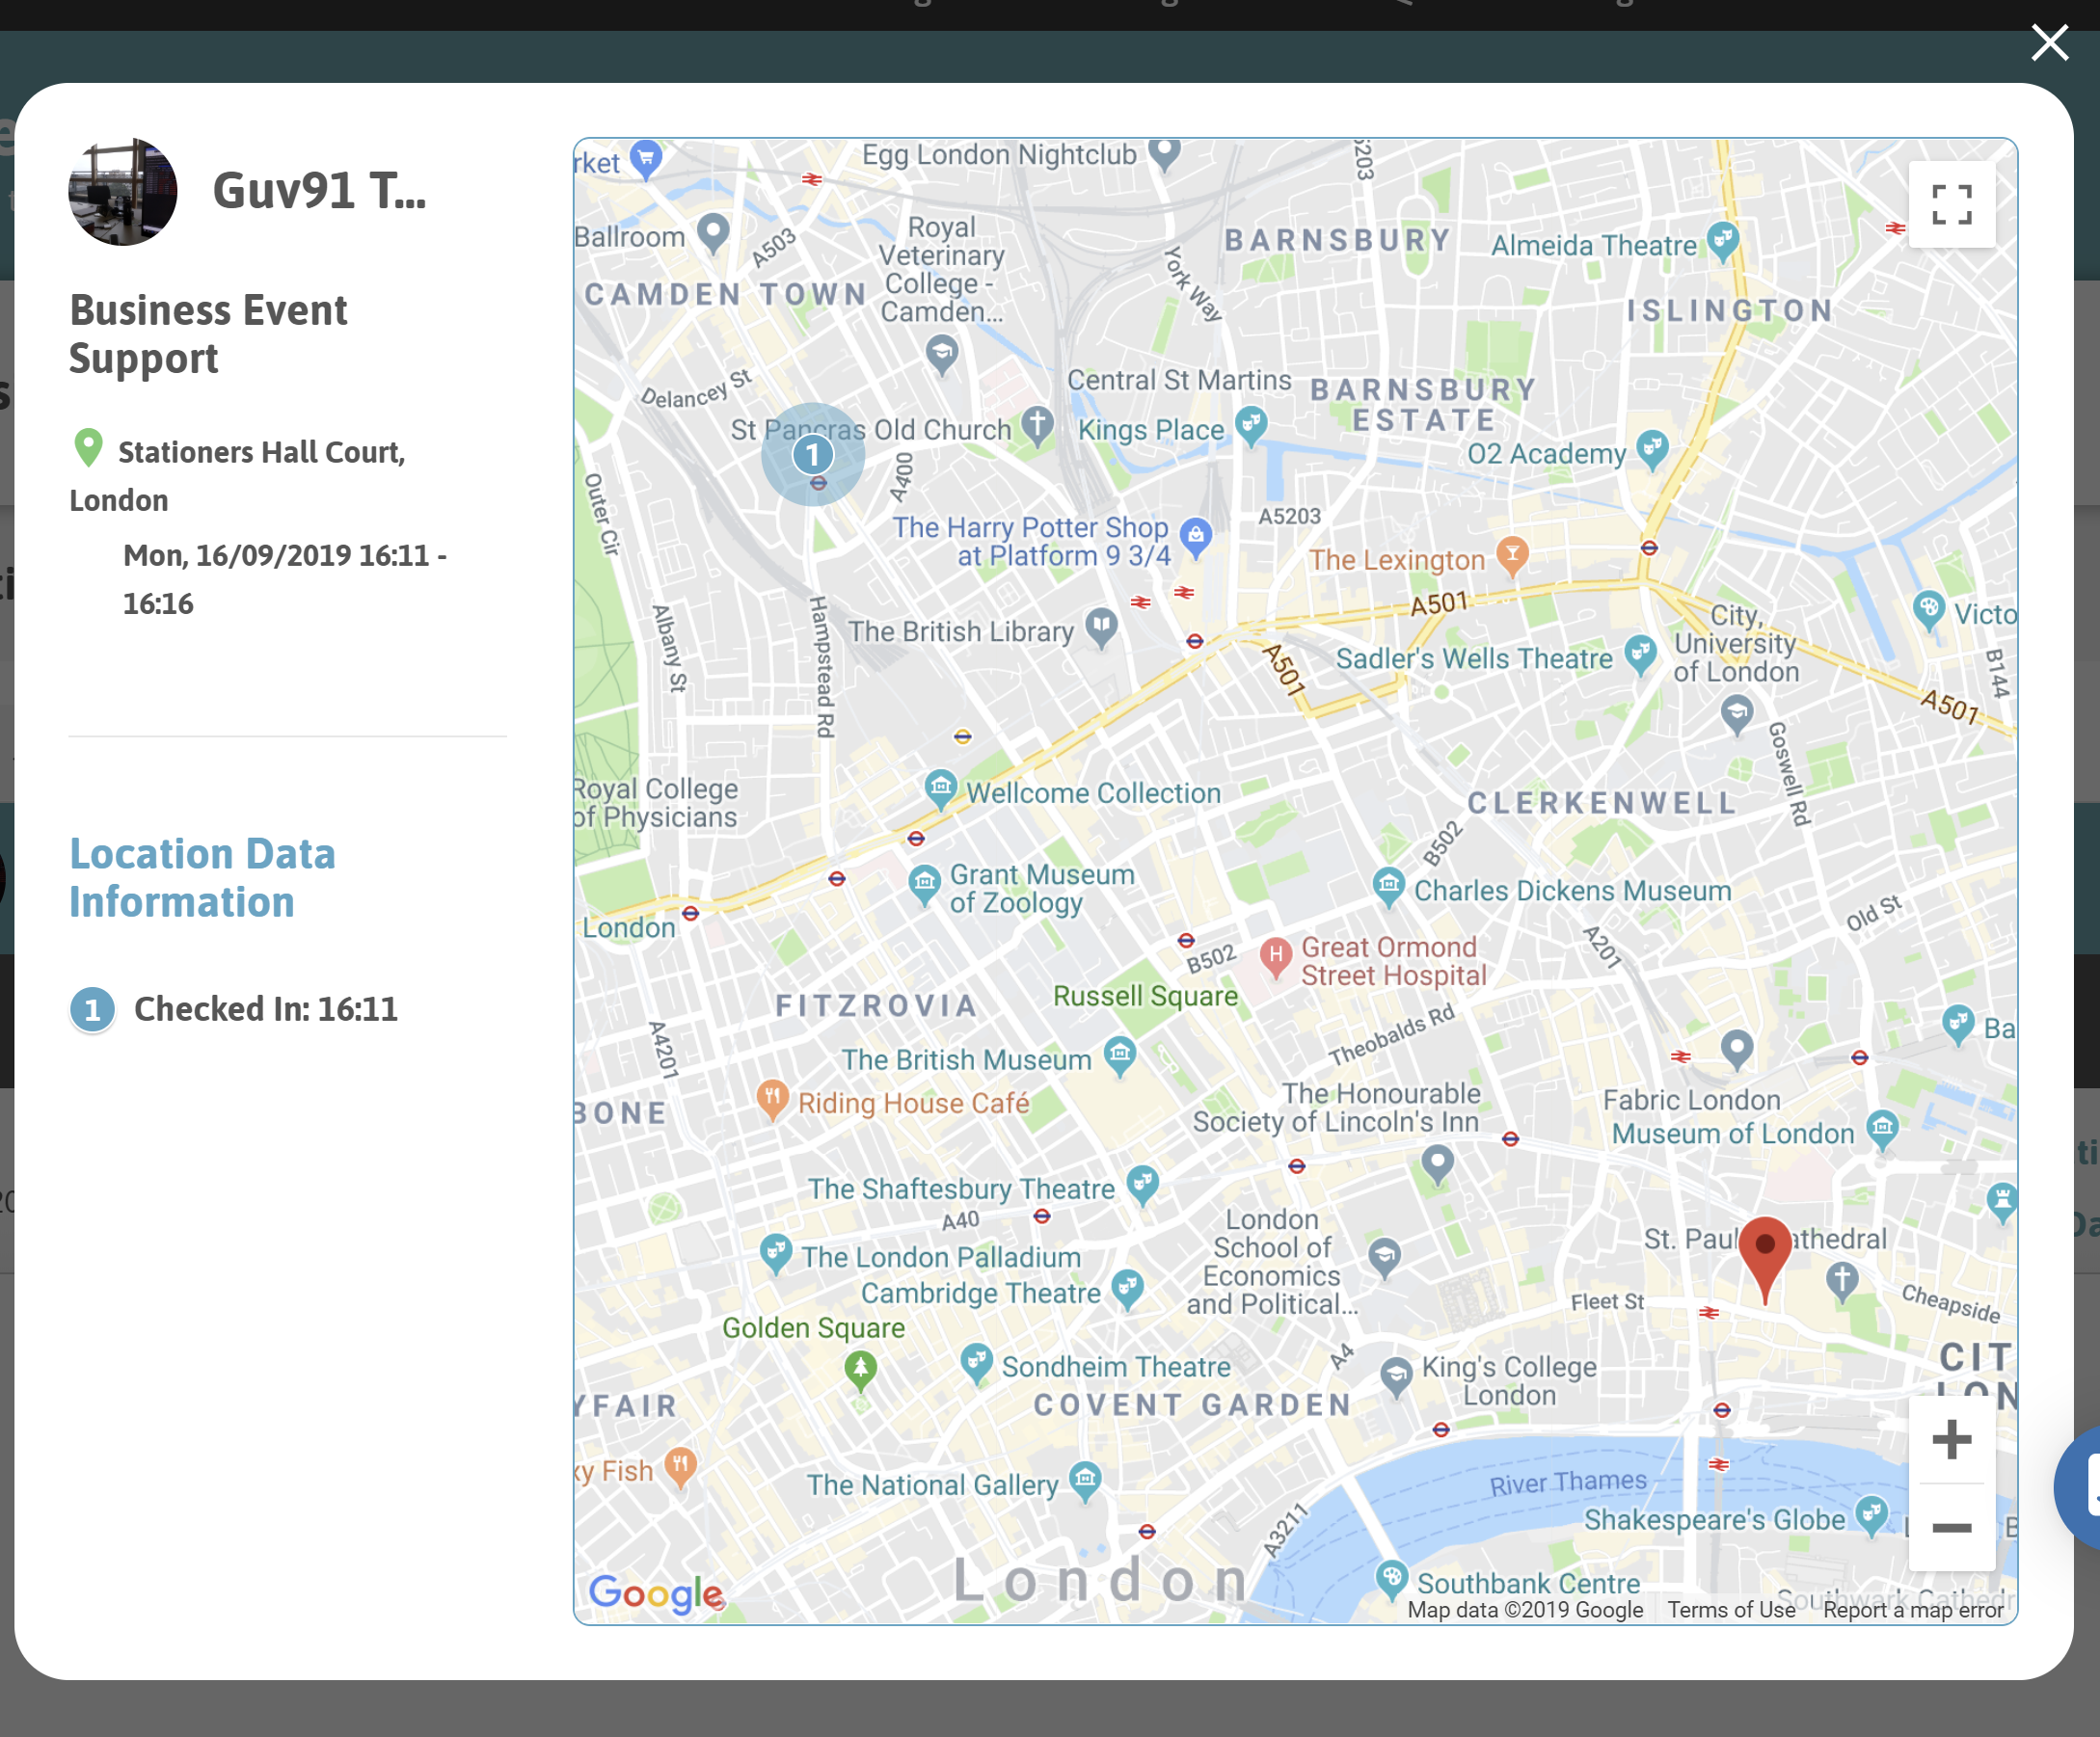 Guv91 T...
Business Event
Support
Stationers Hall Court,
London
Mon, 16/09/2019 16:11 -
16:16
Location Data
Information
1 Checked In: 16:11
rket
Egg London Nightclub
5203
Ballroom
A503
Royal
Veterinary
College -
Camden...
York Way
BARNSBURY
Almeida Theatre
CAMDEN TOWN
ISLINGTON
Delancey St
Central St Martins
BARNSBURY
ESTATE
St Pancras Old Church
1
Kings Place
O2 Academy
A400
Outer Cir
The Harry Potter Shop
at Platform 9 3/4
A5203
The Lexington
A501
Albany St
Hampstead Rd
The British Library
A501
Sadler's Wells Theatre
City,
University
of London
Victo
B144
A501
Goswell Rd
Royal College
of Physicians
Wellcome Collection
CLERKENWELL
B502
Grant Museum
of Zoology
Charles Dickens Museum
London
Old St
A201
B502
Great Ormond
Street Hospital
FITZROVIA
Russell Square
A4201
Theobalds Rd
Ba
The British Museum
BONE
Riding House Café
The Honourable
Society of Lincoln's Inn
Fabric London
Museum of London
The Shaftesbury Theatre
A40
London
School of
Economics
and Political...
St. Paul athedral
The London Palladium
Cambridge Theatre
Fleet St
Cheapside
Golden Square
A4
CIT
LON
Sondheim Theatre
King's College
London
YFAIR
COVENT GARDEN
xy Fish
The National Gallery
River Thames
A3211
Shakespeare's Globe
London
Southbank Centre
Southwark Cathedr
Google
Map data ©2019 Google
Terms of Use
Report a map error